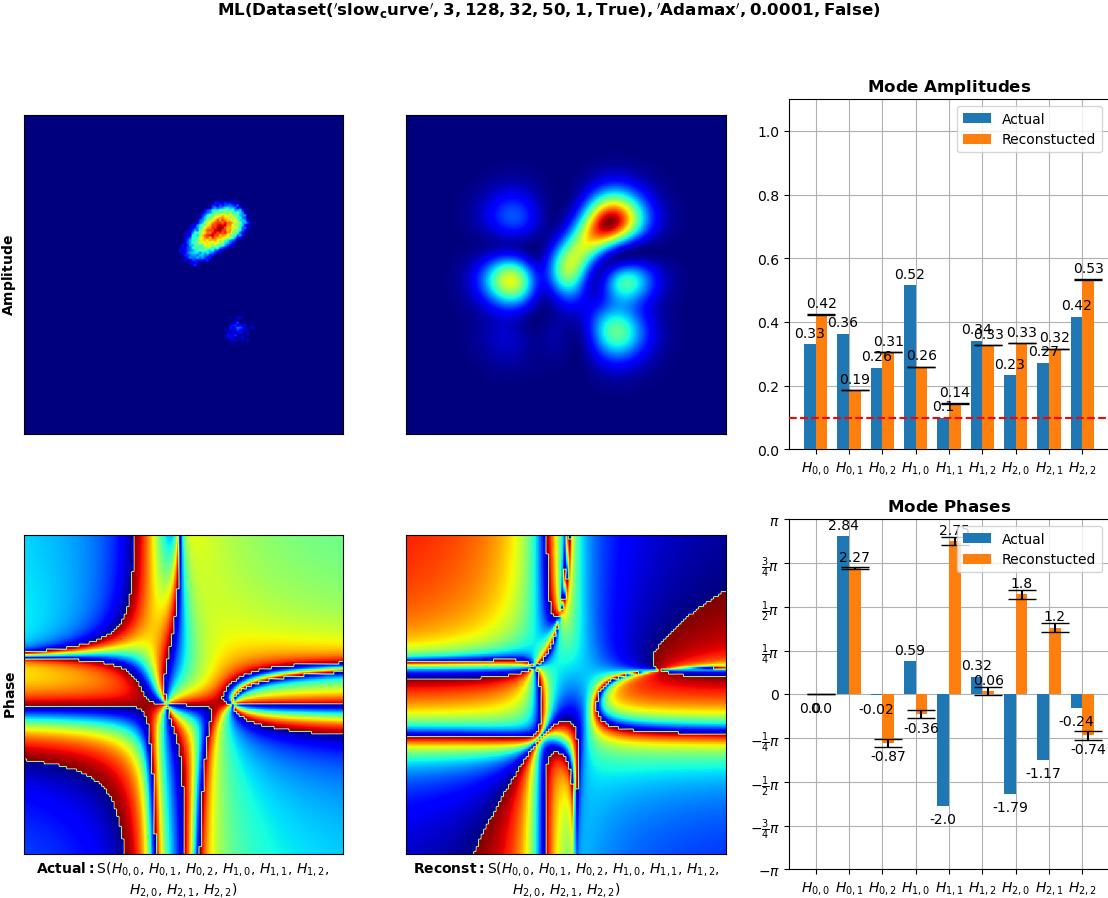 ML(Dataset('slow_curve', 3, 128, 32, 50, 1, True), 'Adamax', 0.0001, False)
Amplitude
Mode Amplitudes
Actual
Reconstucted
1.0
0.8
0.6
0.4
0.2
0.0
0.33 0.42
0.36 0.19
0.26 0.31
0.52 0.26
0.1 0.14
0.34 0.33
0.23 0.33
0.27 0.32
0.42 0.53
H0,0 H0,1 H0,2 H1,0 H1,1 H1,2 H2,0 H2,1 H2,2
Phase
Actual: S(H0,0, H0,1, H0,2, H1,0, H1,1, H1,2,
H2,0, H2,1, H2,2)
Reconst: S(H0,0, H0,1, H0,2, H1,0, H1,1, H1,2,
H2,0, H2,1, H2,2)
Mode Phases
Actual
Reconstucted
π
3/4π
1/2π
1/4π
0
−1/4π
−1/2π
−3/4π
−π
0.0 0.0
2.84 2.27
-0.02 -0.87
0.59 -0.36
-2.0 2.75
0.32 0.06
-1.79 1.8
-1.17 1.2
-0.24 -0.74
H0,0 H0,1 H0,2 H1,0 H1,1 H1,2 H2,0 H2,1 H2,2